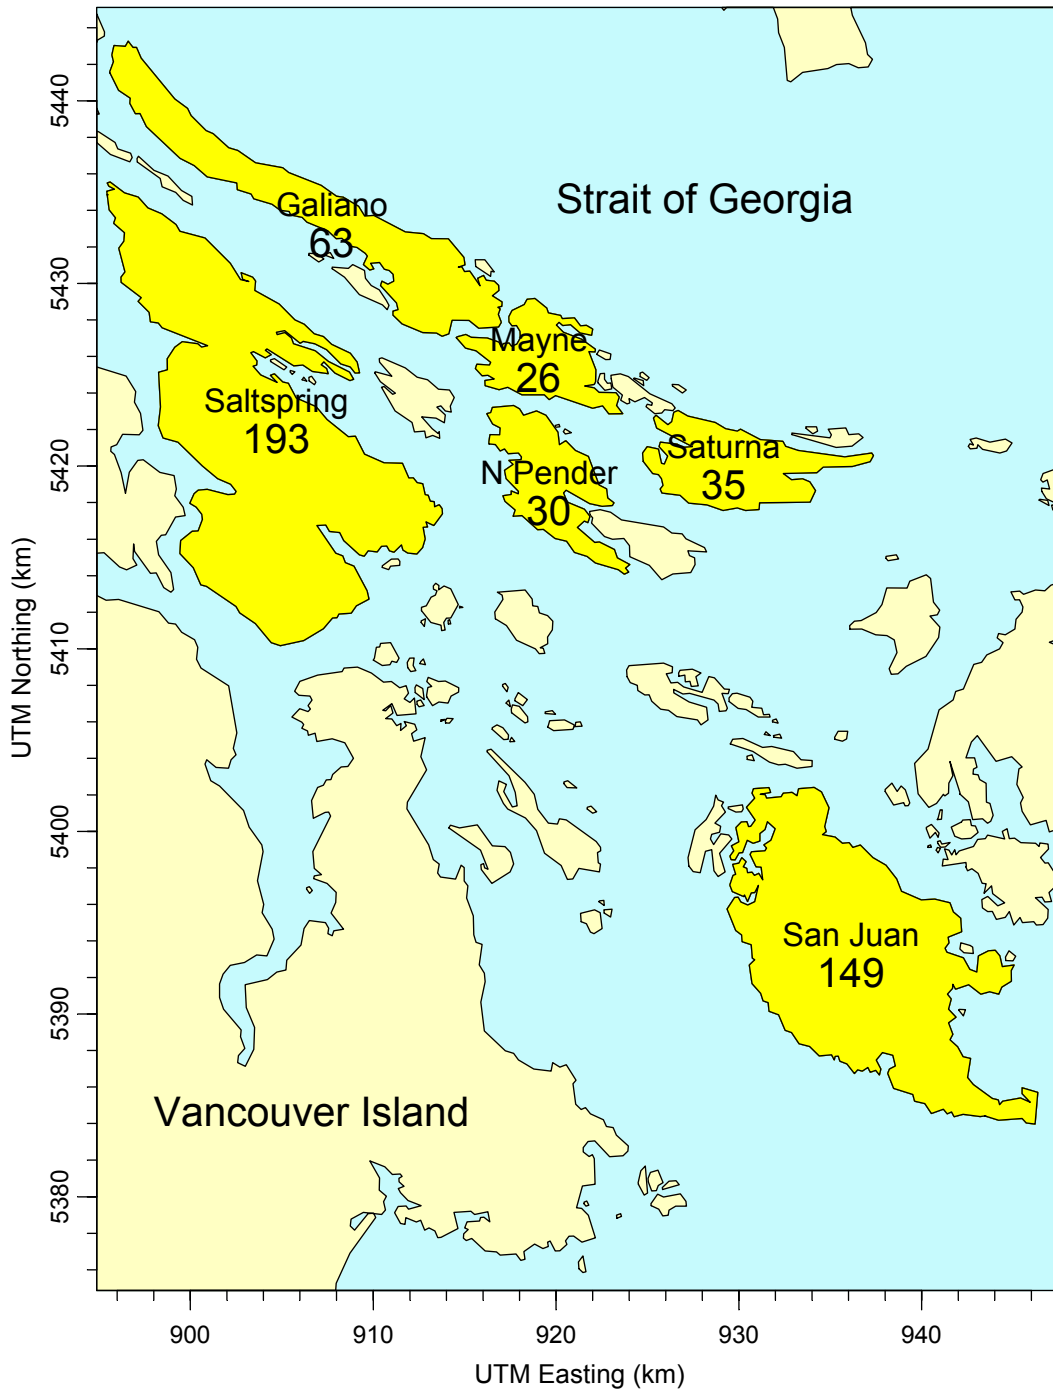 Strait of Georgia
Galiano
63
Mayne
26
Saltspring
193
Saturna
35
N Pender
30
San Juan
149
Vancouver Island
UTM Northing (km)
5440
5430
5420
5410
5400
5390
5380
900 910 920 930 940
UTM Easting (km)